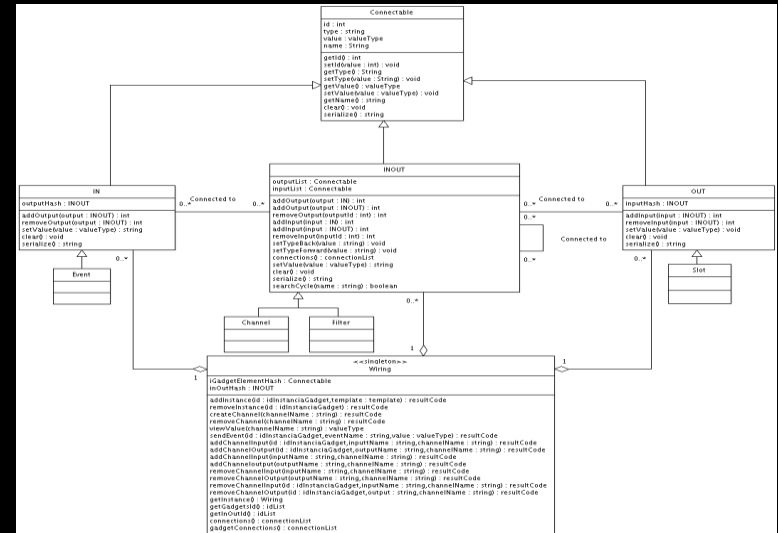 Connectable
id : int
type : string
value : valueType
name : String
getId() : int
setId(value : int) : void
getType() : String
setType(value : String) : void
getValue() : valueType
setValue(value : valueType) : void
getName() : string
clear() : void
serialize() : string
IN
outputHash : INOUT
addOutput(output : INOUT) : int
removeOutput(output : INOUT) : int
setValue(value : valueType) : string
clear() : void
serialize() : string
0..*
Connected to
0..*
INOUT
outputList : Connectable
inputList : Connectable
addOutput(output : IN) : int
addOutput(output : INOUT) : int
removeOutput(outputId : int) : int
addInput(input : IN) : int
addInput(input : INOUT) : int
removeInput(inputId : int) : int
setTypeBack(value : string) : void
setTypeForward(value : string) : void
connections() : connectionList
setValue(value : valueType) : string
clear() : void
serialize() : string
searchCycle(name : string) : boolean
0..*
Connected to
0..*
0..*
Connected to
0..*
OUT
inputHash : INOUT
addInput(input : INOUT) : int
removeInput(input : INOUT) : int
setValue(value : valueType) : void
clear() : void
serialize() : string
Event
0..*
Slot
0..*
Channel
Filter
0..*
1
1
1
<<singleton>>
Wiring
iGadgetElementHash : Connectable
inOutHash : INOUT
addInstance(id : idInstanciaGadget,template : template) : resultCode
removeInstance(id : idInstanciaGadget) : resultCode
createChannel(channelName : string) : resultCode
removeChannel(channelName : string) : resultCode
viewValue(channelName : string) : valueType
sendEvent(id : idInstanciaGadget,eventName : string,value : valueType) : resultCode
addChannelInput(id : idInstanciaGadget,inputtName : string,channelName : string) : resultCode
addChannelOutput(id : idInstanciaGadget,outputName : string,channelName : string) : resultCode
addChannelInput(inputName : string,channelName : string) : resultCode
addChanneloutput(outputName : string,channelName : string) : resultCode
removeChannelInput(inputName : string,channelName : string) : resultCode
removeChannelOutput(outputName : string,channelName : string) : resultCode
removeChannelInput(id : idInstanciaGadget,inputName : string,channelName : string) : resultCode
removeChannelOutput(id : idInstanciaGadget,output : string,channelName : string) : resultCode
getInstance() : Wiring
getGadgetsId() : idList
getInOutId() : idList
connections() : connectionList
gadgetConnections() : connectionList